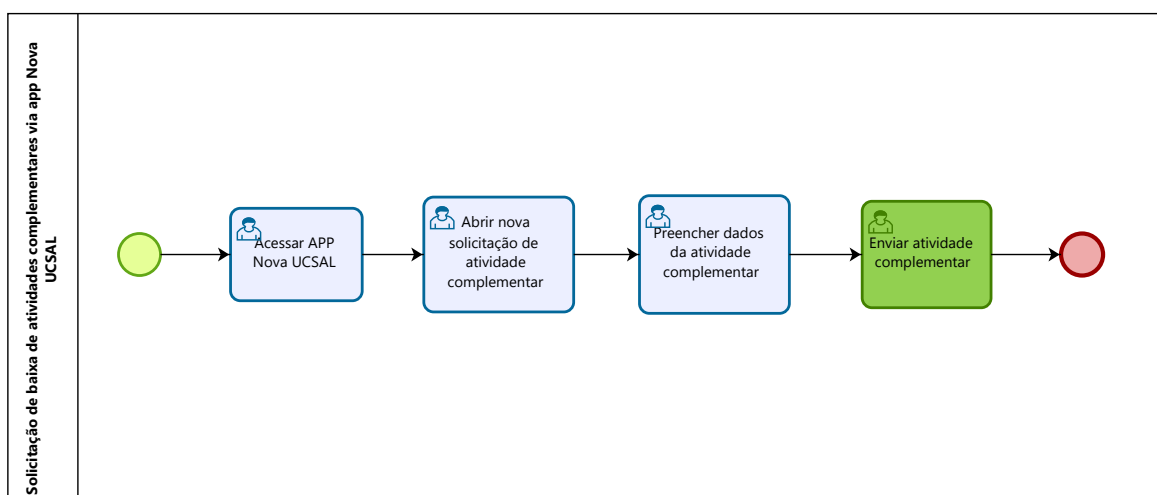 Solicitação de baixa de atividades complementares via app Nova
UCSAL
Acessar APP
Nova UCSAL
Abrir nova
solicitação de
atividade
complementar
Preencher dados
da atividade
complementar
Enviar atividade
complementar